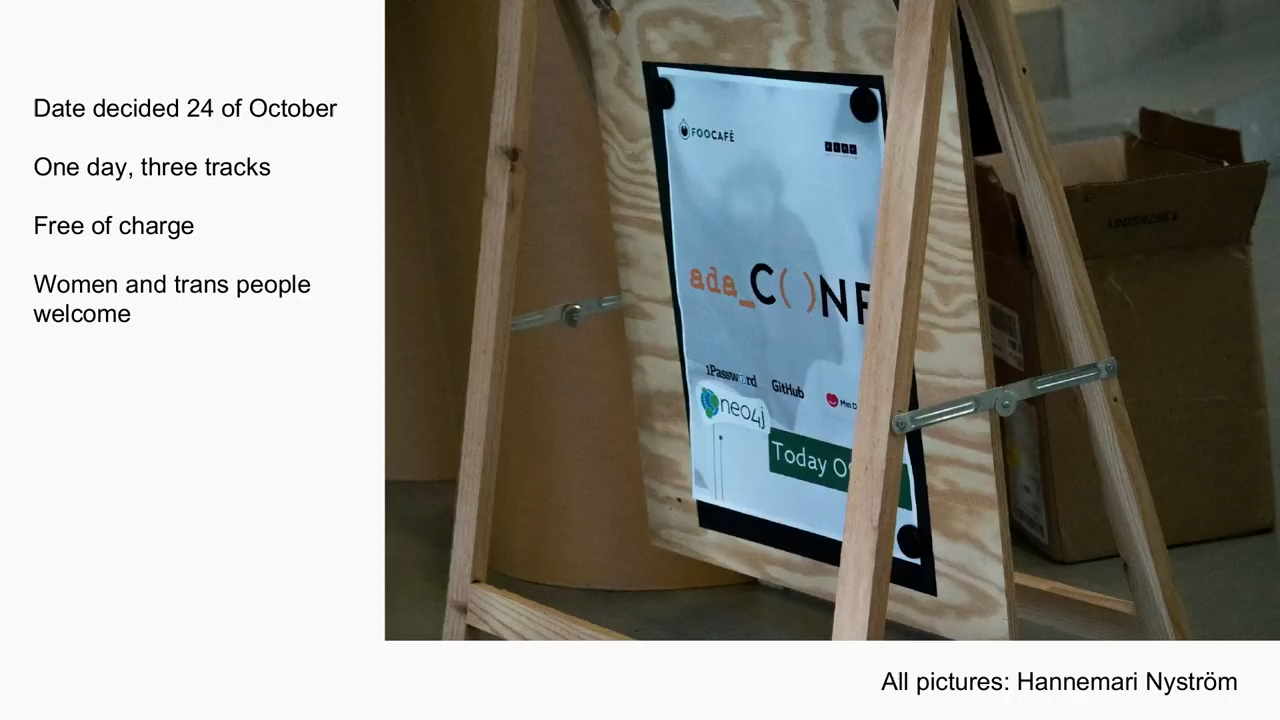 Date decided 24 of October
One day, three tracks
Free of charge
Women and trans people
welcome
FOOCAFÉ
ada_C( )NF
1Password GitHub
neo4j
Today
All pictures: Hannemari Nyström